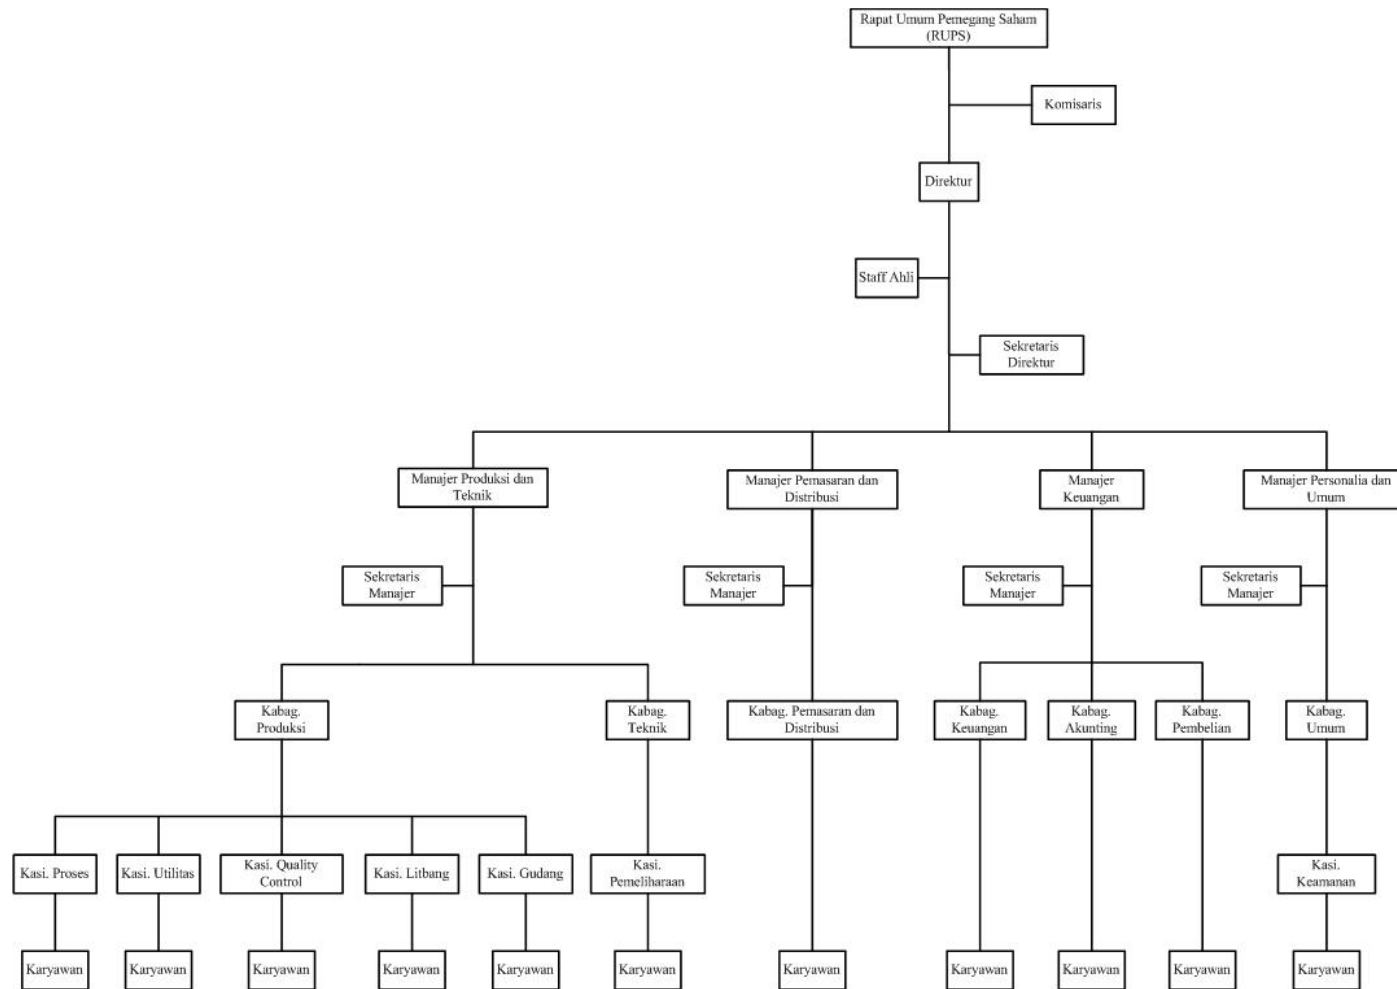 Rapat Umum Pemegang Saham
(RUPS)
Komisaris
Direktur
Staff Ahli
Sekretaris
Direktur
Manajer Produksi dan
Teknik
Manajer Pemasaran dan
Distribusi
Manajer
Keuangan
Manajer Personalia dan
Umum
Sekretaris
Manajer
Sekretaris
Manajer
Sekretaris
Manajer
Sekretaris
Manajer
Kabag.
Produksi
Kabag.
Teknik
Kabag. Pemasaran dan
Distribusi
Kabag.
Keuangan
Kabag.
Akunting
Kabag.
Pembelian
Kabag.
Umum
Kasi. Proses
Kasi. Utilitas
Kasi. Quality
Control
Kasi. Litbang
Kasi. Gudang
Kasi.
Pemeliharaan
Kasi.
Keamanan
Karyawan
Karyawan
Karyawan
Karyawan
Karyawan
Karyawan
Karyawan
Karyawan
Karyawan
Karyawan
Karyawan